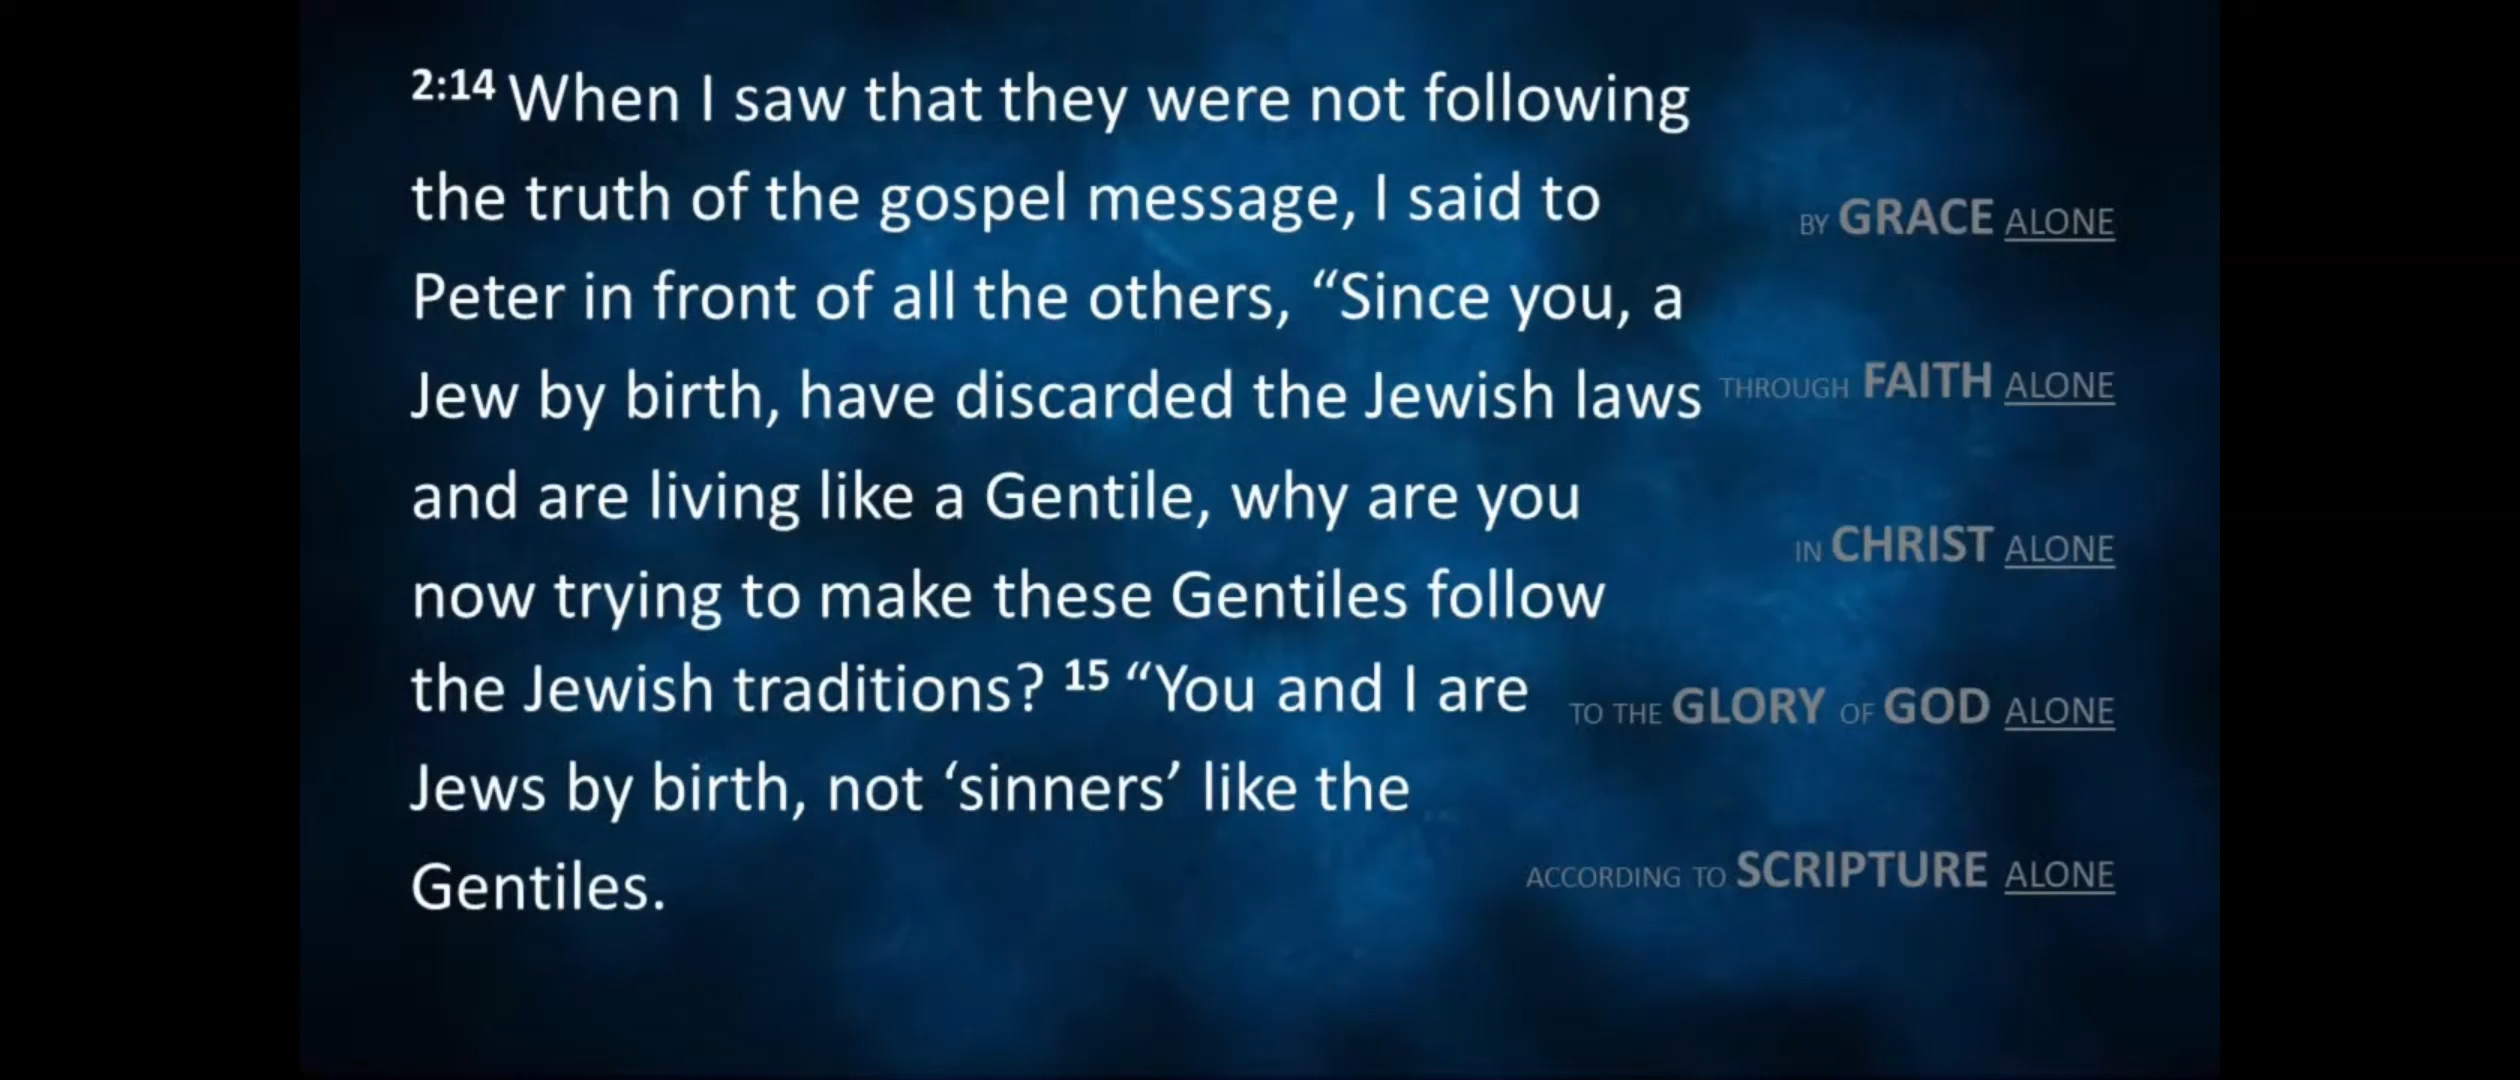 2:14 When I saw that they were not following
the truth of the gospel message, I said to
Peter in front of all the others, “Since you, a
Jew by birth, have discarded the Jewish laws
and are living like a Gentile, why are you
now trying to make these Gentiles follow
the Jewish traditions? 15 “You and I are
Jews by birth, not ‘sinners’ like the
Gentiles.
BY GRACE ALONE
THROUGH FAITH ALONE
IN CHRIST ALONE
TO THE GLORY OF GOD ALONE
ACCORDING TO SCRIPTURE ALONE